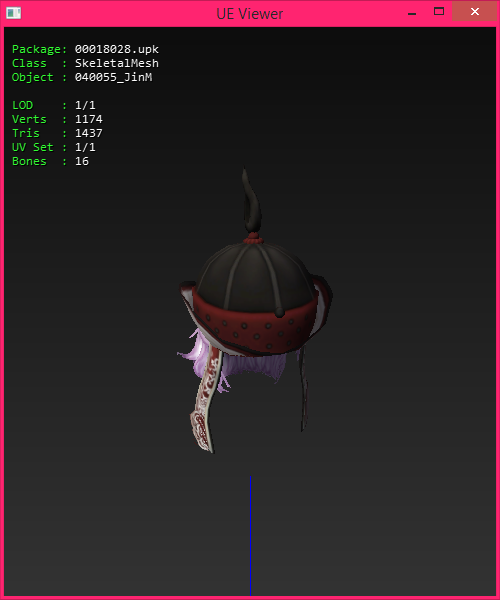 UE Viewer
Package: 00018028.upk
Class : SkeletalMesh
Object : 040055_JinM
LOD : 1/1
Verts : 1174
Tris : 1437
UV Set : 1/1
Bones : 16